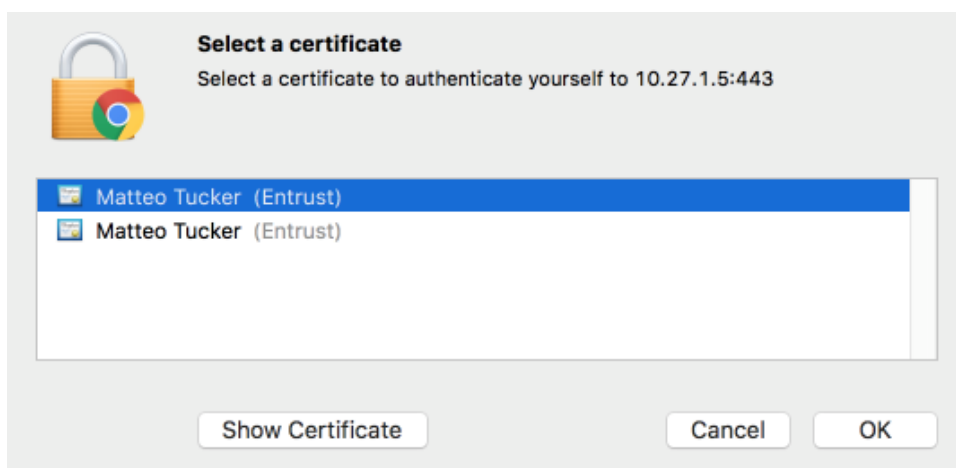 Select a certificate
Select a certificate to authenticate yourself to 10.27.1.5:443
Matteo Tucker (Entrust)
Matteo Tucker (Entrust)
Show Certificate Cancel OK